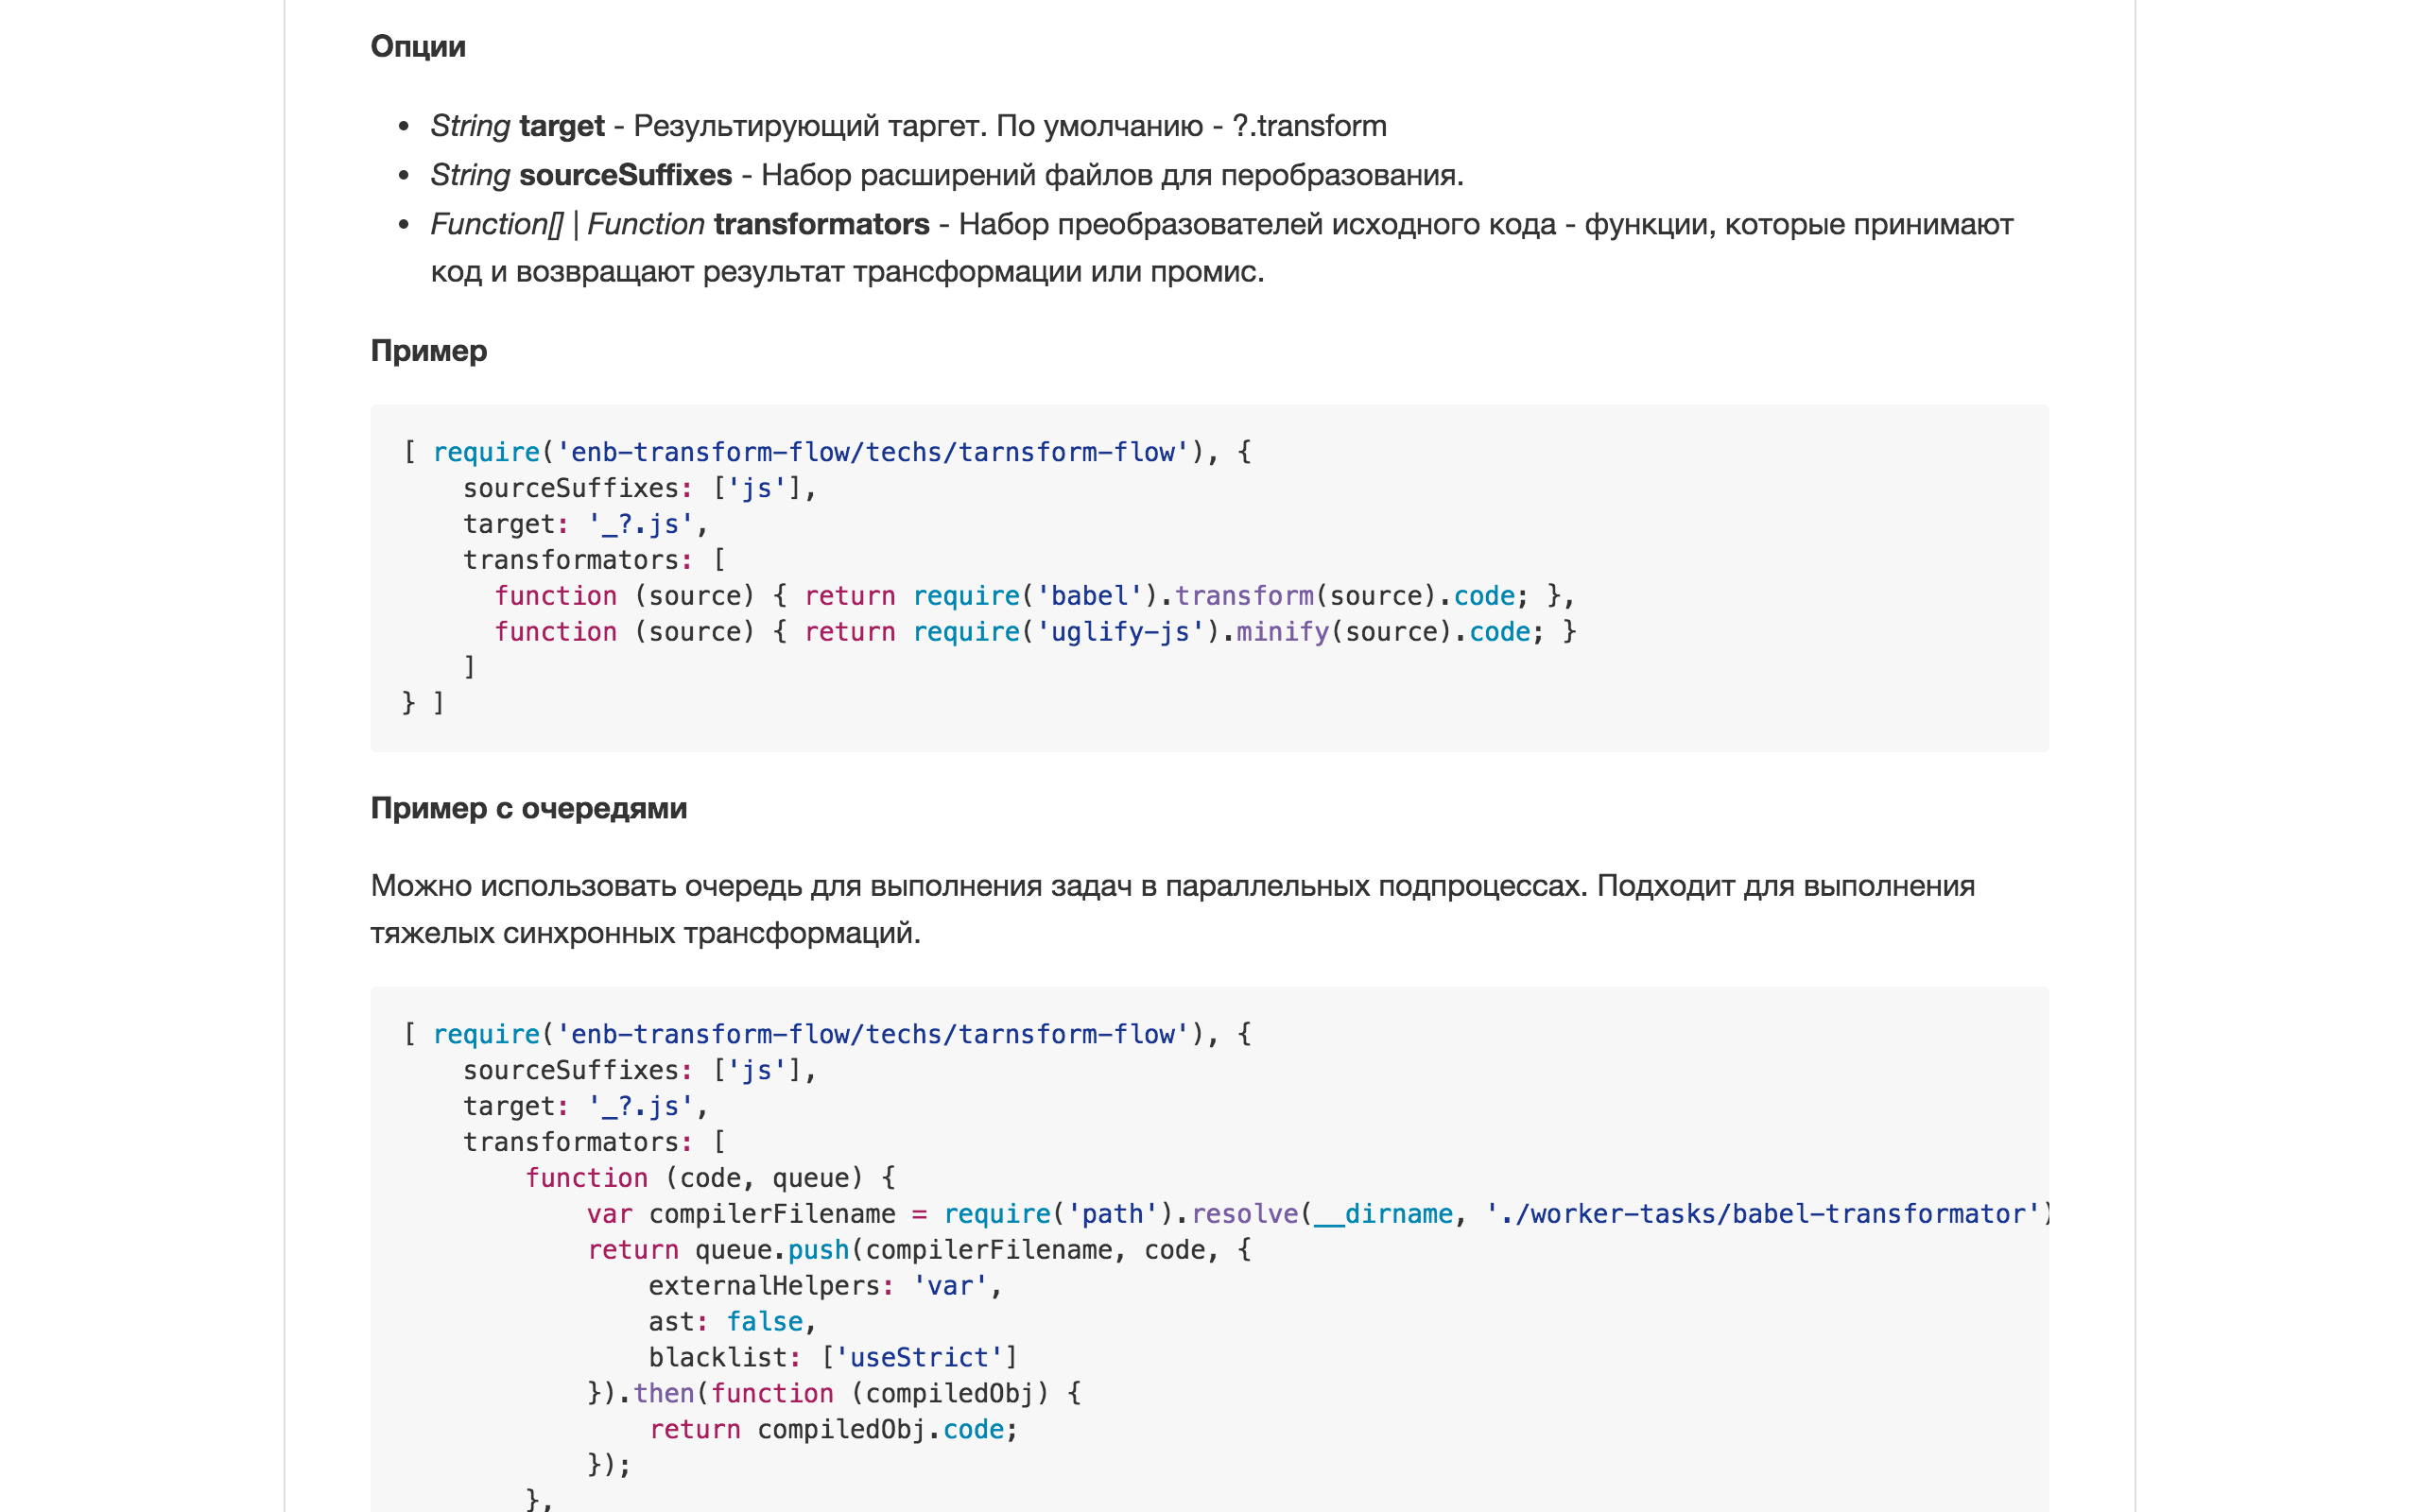 Опции
• String target - Результирующий таргет. По умолчанию - ?.transform
• String sourceSuffixes - Набор расширений файлов для перобразования.
• Function[] | Function transformators - Набор преобразователей исходного кода - функции, которые принимают
код и возвращают результат трансформации или промис.
Пример
[ require('enb-transform-flow/techs/tarnsform-flow'), {
    sourceSuffixes: ['js'],
    target: '_?.js',
    transformators: [
      function (source) { return require('babel').transform(source).code; },
      function (source) { return require('uglify-js').minify(source).code; }
    ]
} ]
Пример с очередями
Можно использовать очередь для выполнения задач в параллельных подпроцессах. Подходит для выполнения
тяжелых синхронных трансформаций.
[ require('enb-transform-flow/techs/tarnsform-flow'), {
    sourceSuffixes: ['js'],
    target: '_?.js',
    transformators: [
        function (code, queue) {
            var compilerFilename = require('path').resolve(__dirname, './worker-tasks/babel-transformator')
            return queue.push(compilerFilename, code, {
                externalHelpers: 'var',
                ast: false,
                blacklist: ['useStrict']
            }).then(function (compiledObj) {
                return compiledObj.code;
            });
        },